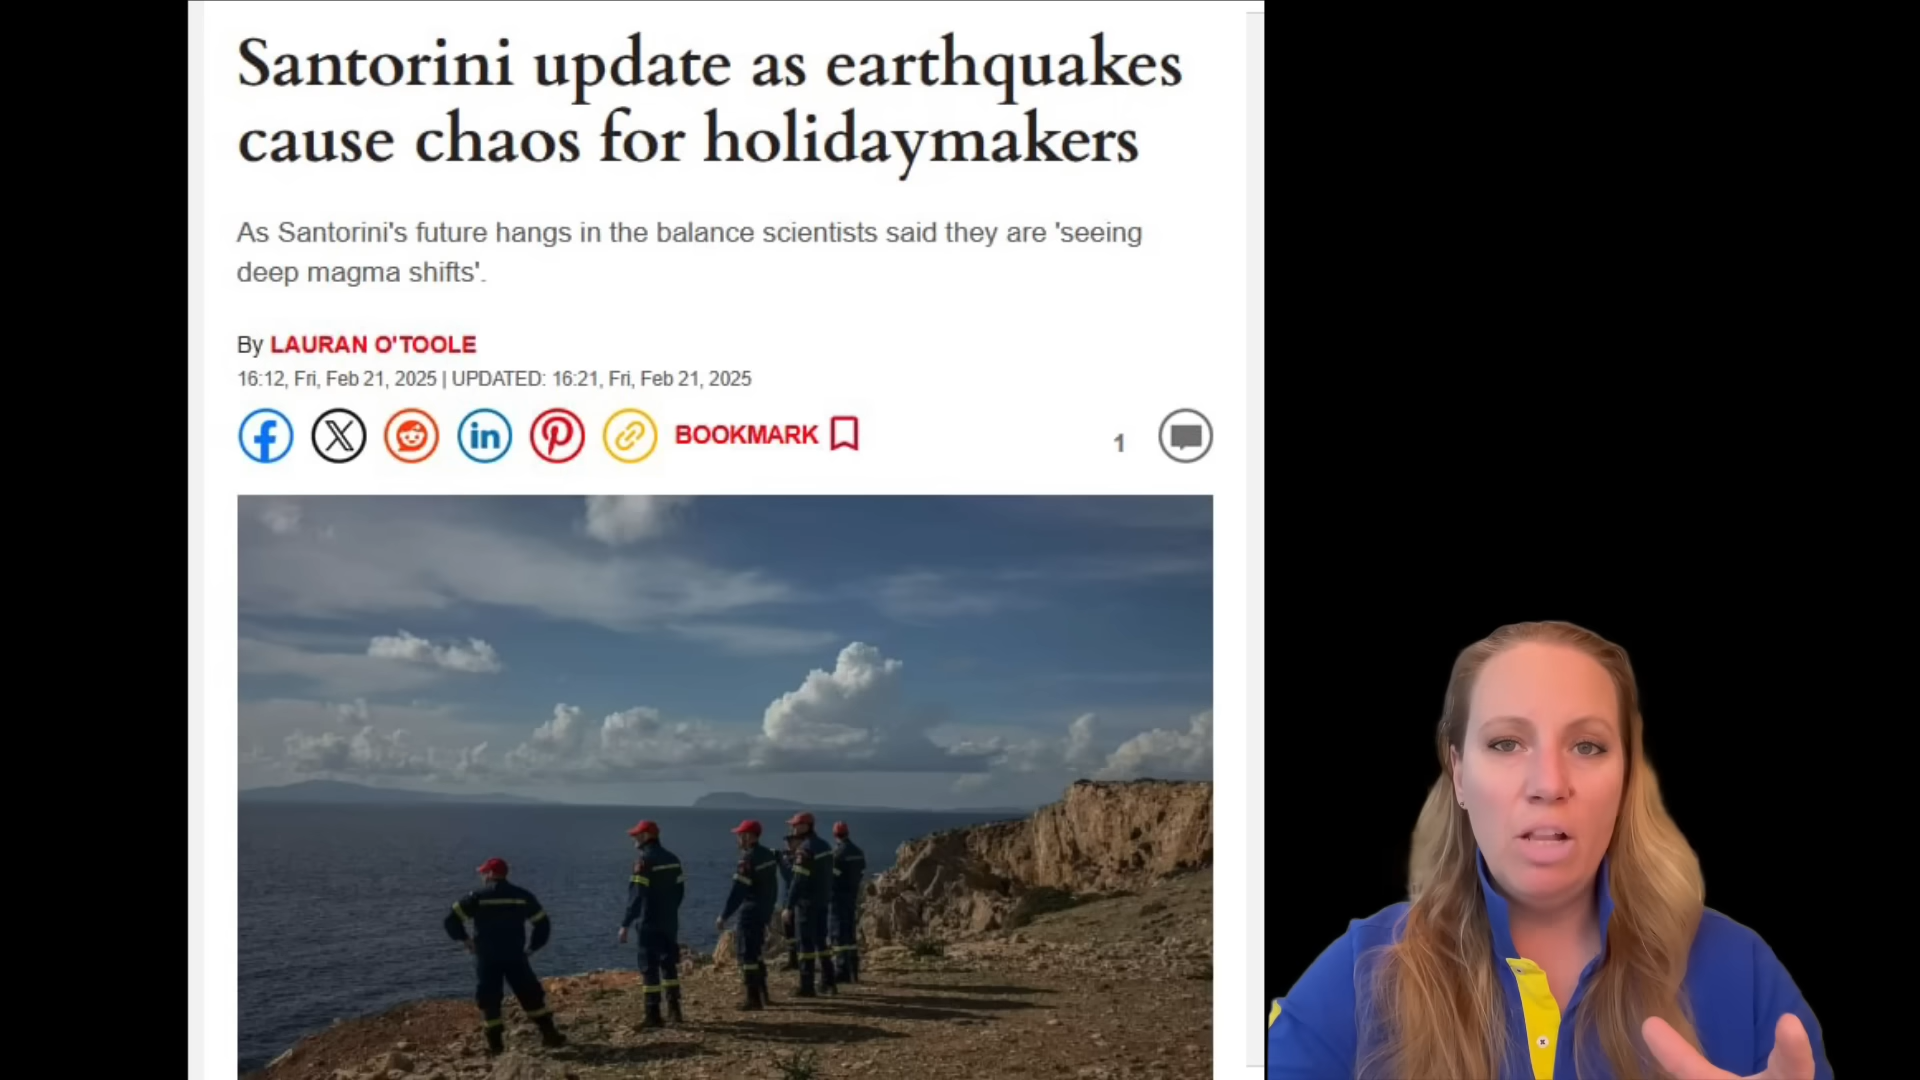 Santorini update as earthquakes
cause chaos for holidaymakers
As Santorini's future hangs in the balance scientists said they are 'seeing
deep magma shifts'.
By LAURAN O'TOOLE
16:12, Fri, Feb 21, 2025 | UPDATED: 16:21, Fri, Feb 21, 2025
BOOKMARK
1